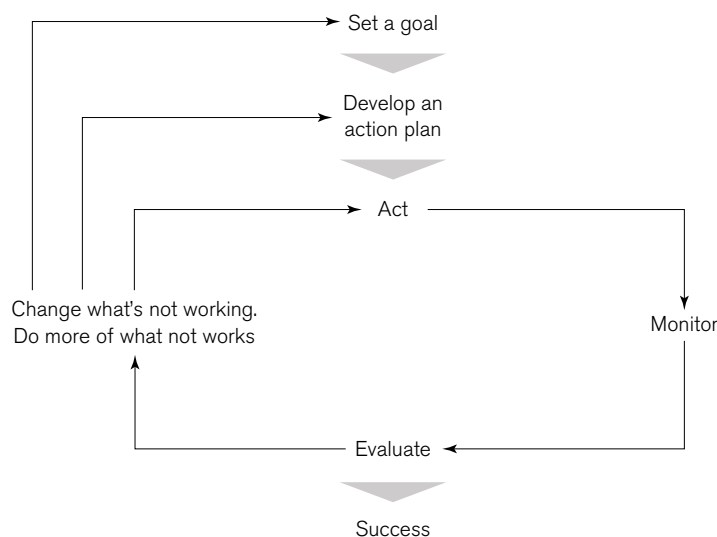 Set a goal
Develop an
action plan
Act
Change what's not working.
Do more of what not works
Monitor
Evaluate
Success